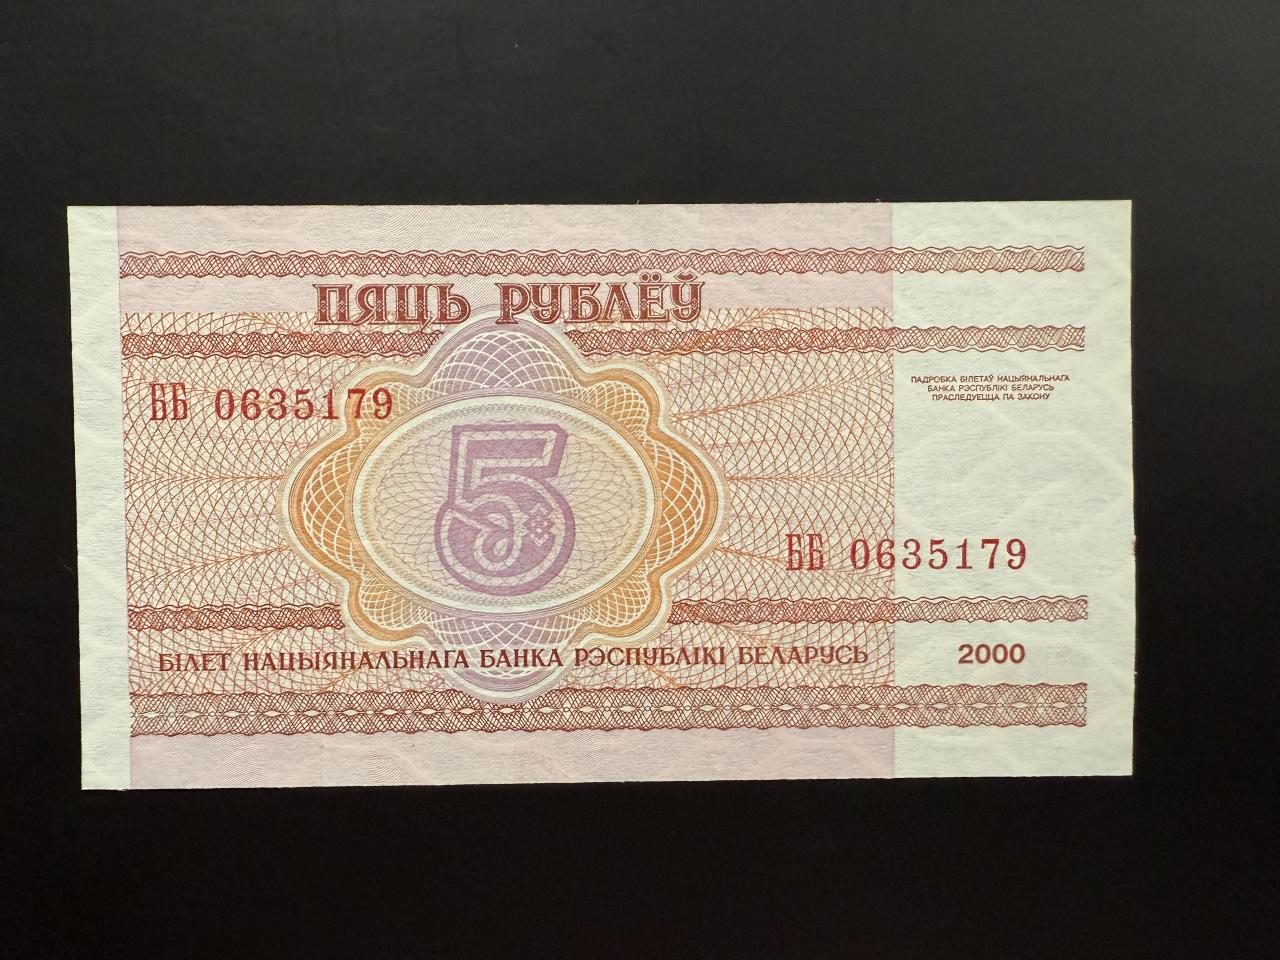 ПЯЦЬ РУБЛЁЎ
ББ 0635179
5
ПАДРОБКА БІЛЕТАЎ НАЦЫЯНАЛЬНАГА
БАНКА РЭСПУБЛІКІ БЕЛАРУСЬ
ПРАСЛЕДУЕЦЦА ПА ЗАКОНУ
ББ 0635179
БІЛЕТ НАЦЫЯНАЛЬНАГА БАНКА РЭСПУБЛІКІ БЕЛАРУСЬ
2000